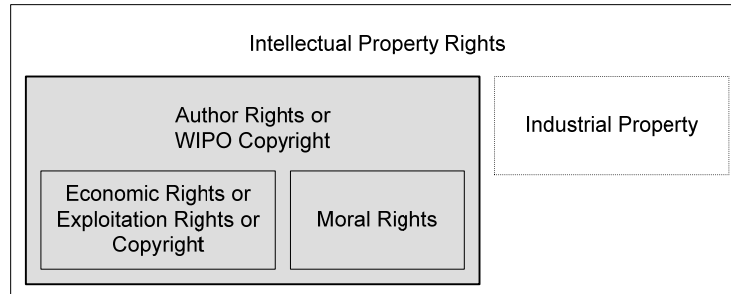 Intellectual Property Rights
Author Rights or
WIPO Copyright
Industrial Property
Economic Rights or
Exploitation Rights or
Copyright
Moral Rights